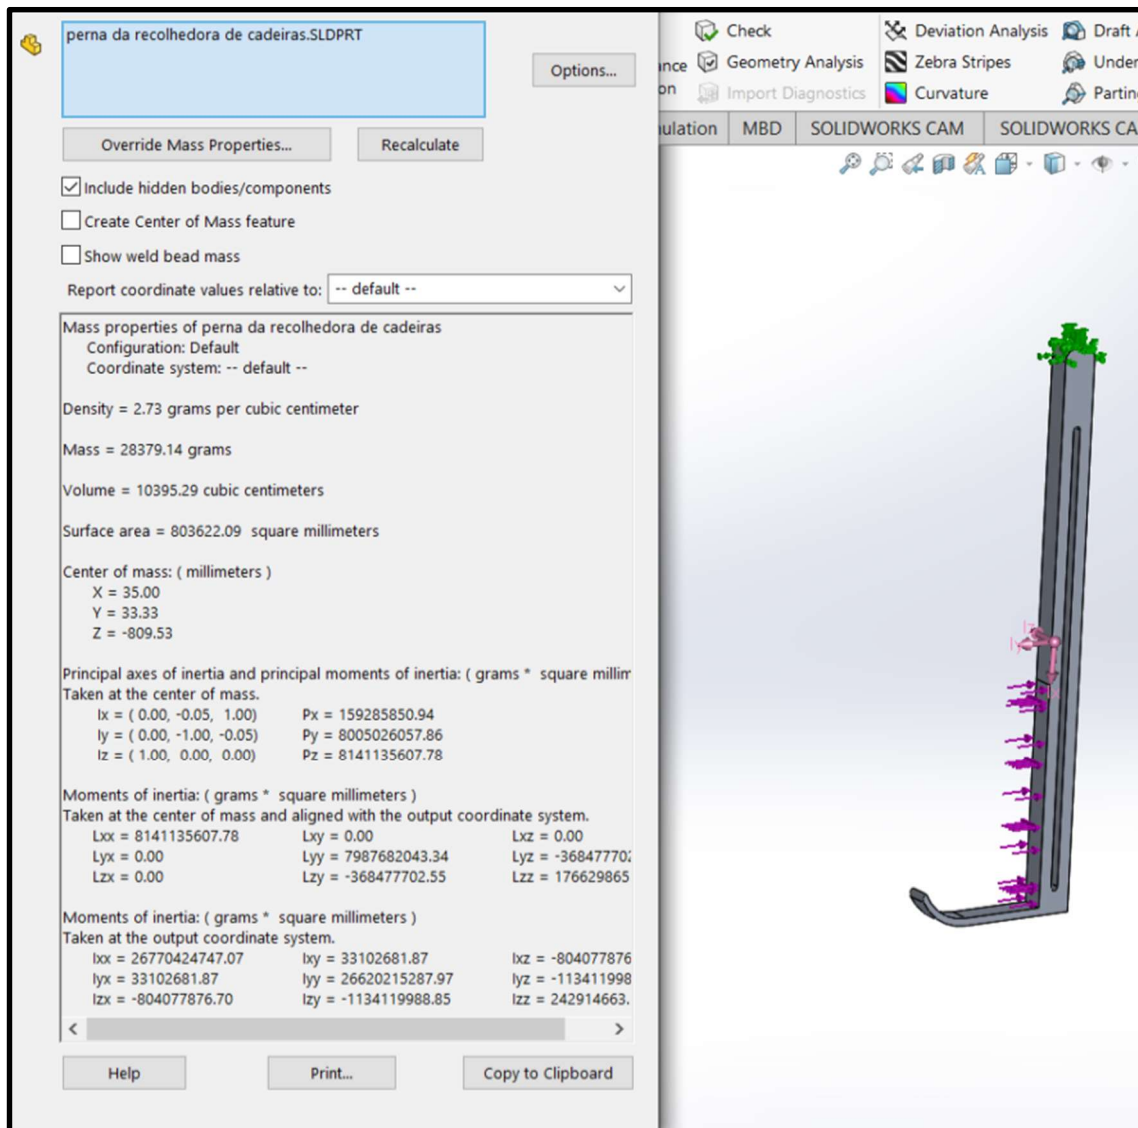 perna da recolhedora de cadeiras.SLDPRT
Options...
Override Mass Properties...
Recalculate
Include hidden bodies/components
Create Center of Mass feature
Show weld bead mass
Report coordinate values relative to: -- default --
Mass properties of perna da recolhedora de cadeiras
Configuration: Default
Coordinate system: -- default --
Density = 2.73 grams per cubic centimeter
Mass = 28379.14 grams
Volume = 10395.29 cubic centimeters
Surface area = 803622.09 square millimeters
Center of mass: ( millimeters )
X = 35.00
Y = 33.33
Z = -809.53
Principal axes of inertia and principal moments of inertia: ( grams * square millim
Taken at the center of mass.
Ix = ( 0.00, -0.05, 1.00) Px = 159285850.94
Iy = ( 0.00, -1.00, -0.05) Py = 8005026057.86
Iz = ( 1.00, 0.00, 0.00) Pz = 8141135607.78
Moments of inertia: ( grams * square millimeters )
Taken at the center of mass and aligned with the output coordinate system.
Lxx = 8141135607.78 Lxy = 0.00 Lxz = 0.00
Lyx = 0.00 Lyy = 7987682043.34 Lyz = -368477702
Lzx = 0.00 Lzy = -368477702.55 Lzz = 176629865
Moments of inertia: ( grams * square millimeters )
Taken at the output coordinate system.
Ixx = 26770424747.07 Ixy = 33102681.87 Ixz = -804077876
Iyx = 33102681.87 Iyy = 26620215287.97 Iyz = -113411998
Izx = -804077876.70 Izy = -1134119988.85 Izz = 242914663.
Help
Print...
Copy to Clipboard
Check Deviation Analysis Draft
nce Geometry Analysis Zebra Stripes Under
on Import Diagnostics Curvature Parting
ulation MBD SOLIDWORKS CAM SOLIDWORKS CA